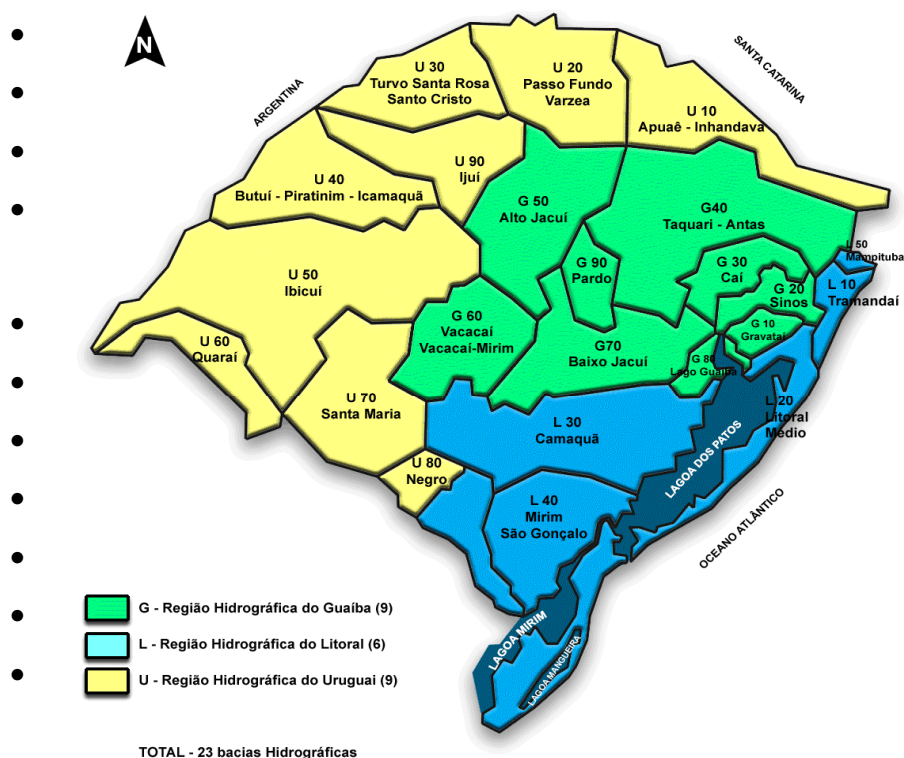 N
SANTA CATARINA
ARGENTINA
U 30
Turvo Santa Rosa
Santo Cristo
U 20
Passo Fundo
Varzea
U 10
Apuaê - Inhandava
U 90
Ijuí
U 40
Butuí - Piratinim - Icamaquã
G 50
Alto Jacuí
G40
Taquari - Antas
L 50
Mampituba
G 90
Pardo
G 30
Caí
U 50
Ibicuí
L 10
Tramandaí
G 20
Sinos
G 60
Vacacaí
Vacacaí-Mirim
G 10
Gravataí
U 60
Quaraí
G70
Baixo Jacuí
G 80
Lago Guaíba
U 70
Santa Maria
L 20
Litoral
Médio
L 30
Camaquã
LAGOA DOS PATOS
U 80
Negro
L 40
Mirim
São Gonçalo
OCEANO ATLÂNTICO
G - Região Hidrográfica do Guaíba (9)
L - Região Hidrográfica do Litoral (6)
U - Região Hidrográfica do Uruguai (9)
LAGOA MIRIM
LAGOA MANGUEIRA
TOTAL - 23 bacias Hidrográficas